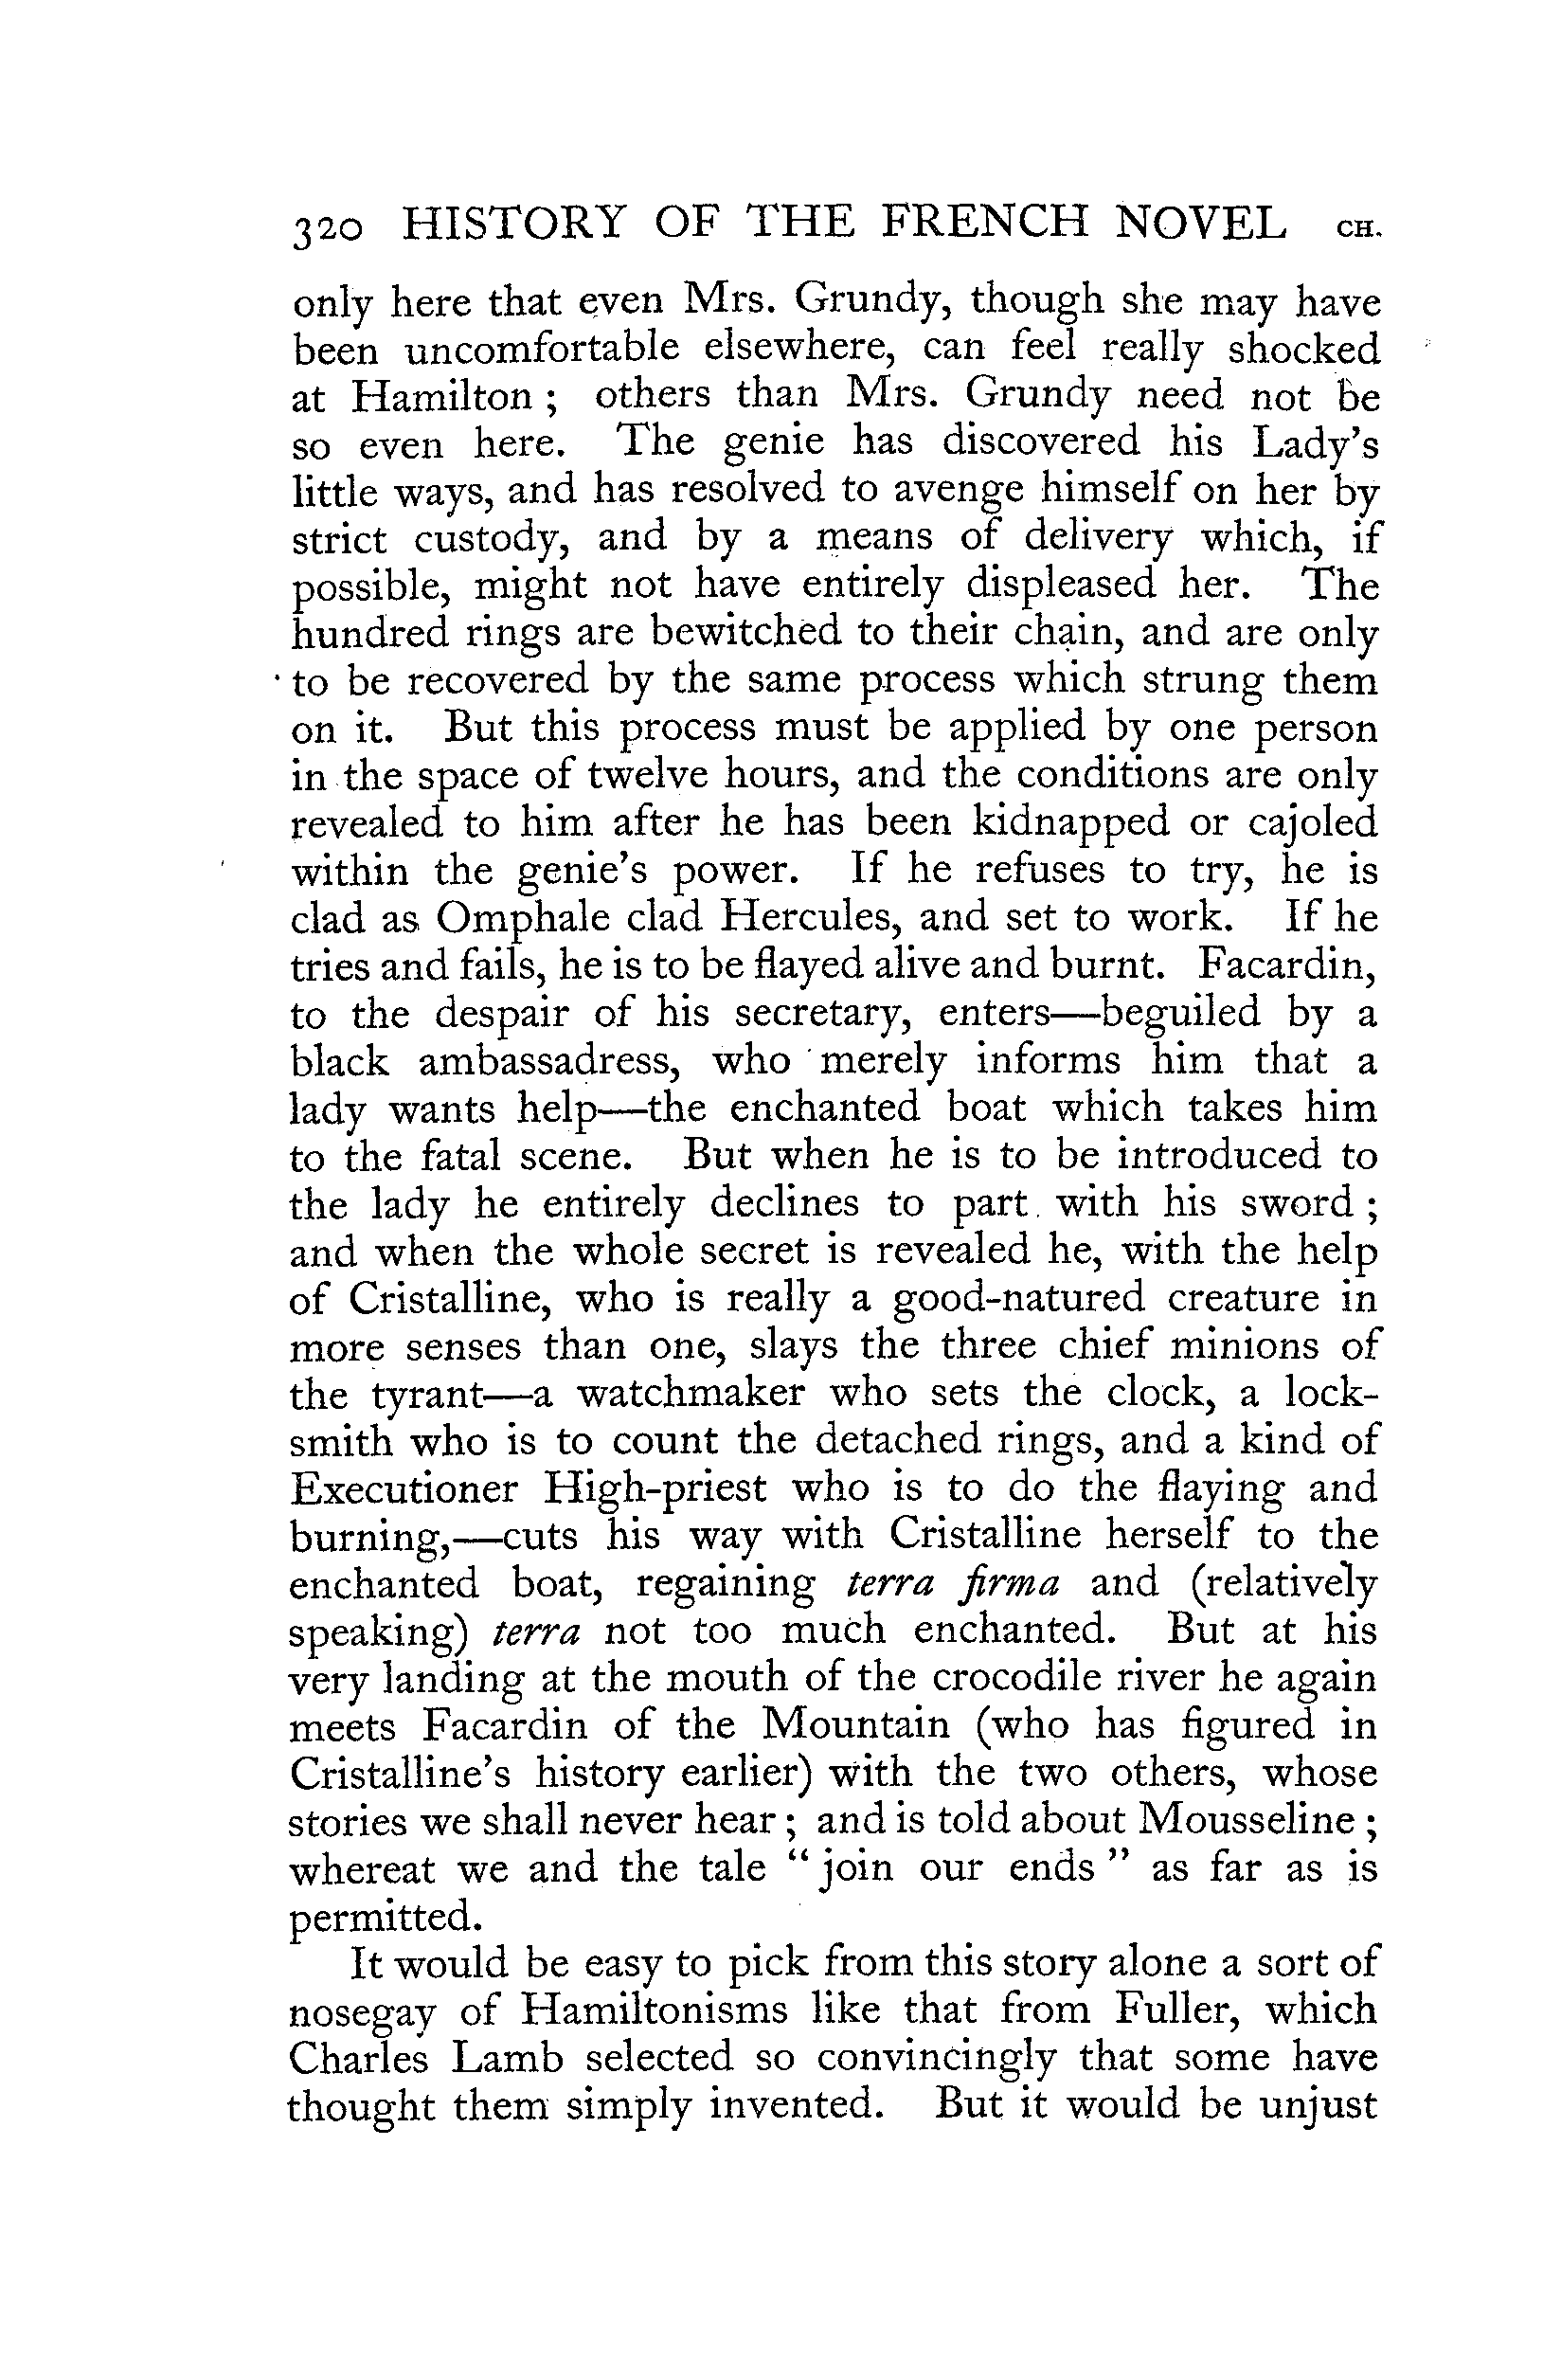 320 HISTORY OF THE FRENCH NOVEL CH.
only here that even Mrs. Grundy, though she may have
been uncomfortable elsewhere, can feel really shocked
at Hamilton ; others than Mrs. Grundy need not be
so even here. The genie has discovered his Lady's
little ways, and has resolved to avenge himself on her by
strict custody, and by a means of delivery which, if
possible, might not have entirely displeased her. The
hundred rings are bewitched to their chain, and are only
to be recovered by the same process which strung them
on it. But this process must be applied by one person
in the space of twelve hours, and the conditions are only
revealed to him after he has been kidnapped or cajoled
within the genie's power. If he refuses to try, he is
clad as Omphale clad Hercules, and set to work. If he
tries and fails, he is to be flayed alive and burnt. Facardin,
to the despair of his secretary, enters—beguiled by a
black ambassadress, who merely informs him that a
lady wants help—the enchanted boat which takes him
to the fatal scene. But when he is to be introduced to
the lady he entirely declines to part with his sword ;
and when the whole secret is revealed he, with the help
of Cristalline, who is really a good-natured creature in
more senses than one, slays the three chief minions of
the tyrant—a watchmaker who sets the clock, a lock-
smith who is to count the detached rings, and a kind of
Executioner High-priest who is to do the flaying and
burning,—cuts his way with Cristalline herself to the
enchanted boat, regaining terra firma and (relatively
speaking) terra not too much enchanted. But at his
very landing at the mouth of the crocodile river he again
meets Facardin of the Mountain (who has figured in
Cristalline's history earlier) with the two others, whose
stories we shall never hear ; and is told about Mousseline ;
whereat we and the tale “ join our ends ” as far as is
permitted.
It would be easy to pick from this story alone a sort of
nosegay of Hamiltonisms like that from Fuller, which
Charles Lamb selected so convincingly that some have
thought them simply invented. But it would be unjust